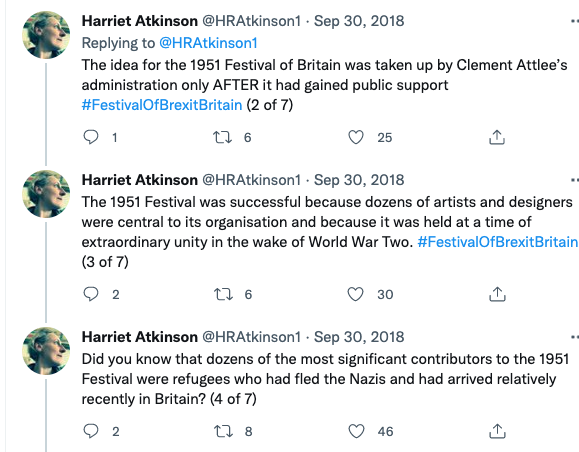 Harriet Atkinson @HRAtkinson1 · Sep 30, 2018
Replying to @HRAtkinson1
The idea for the 1951 Festival of Britain was taken up by Clement Attlee's
administration only AFTER it had gained public support
#FestivalOfBrexitBritain (2 of 7)
1 6 25
Harriet Atkinson @HRAtkinson1 · Sep 30, 2018
The 1951 Festival was successful because dozens of artists and designers
were central to its organisation and because it was held at a time of
extraordinary unity in the wake of World War Two. #FestivalOfBrexitBritain
(3 of 7)
2 6 30
Harriet Atkinson @HRAtkinson1 · Sep 30, 2018
Did you know that dozens of the most significant contributors to the 1951
Festival were refugees who had fled the Nazis and had arrived relatively
recently in Britain? (4 of 7)
2 8 46